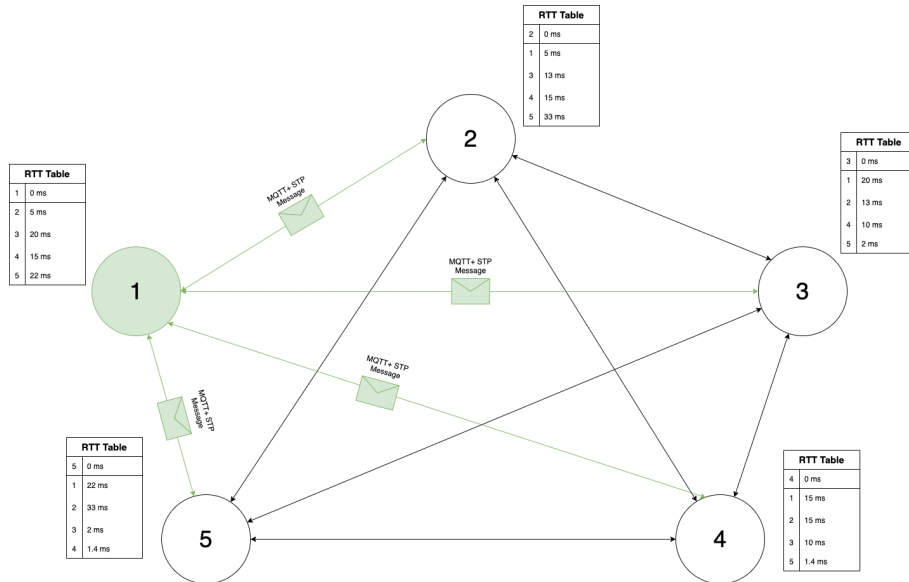 RTT Table
2 0 ms
1 5 ms
3 13 ms
4 15 ms
5 33 ms
2
RTT Table
3 0 ms
1 20 ms
2 13 ms
4 10 ms
5 2 ms
RTT Table
1 0 ms
2 5 ms
3 20 ms
4 15 ms
5 22 ms
MQTT+ STP
Message
MQTT+ STP
Message
1
3
MQTT+ STP
Message
MQTT+ STP
Message
RTT Table
5 0 ms
1 22 ms
2 33 ms
3 2 ms
4 1.4 ms
RTT Table
4 0 ms
1 15 ms
2 15 ms
3 10 ms
5 1.4 ms
5
4